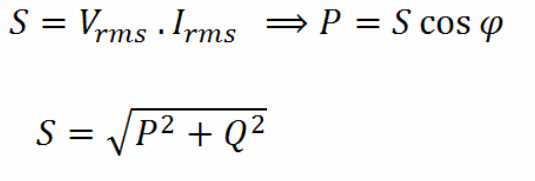 S = V_rms . I_rms ⟹ P = S cos φ
S = √(P² + Q²)